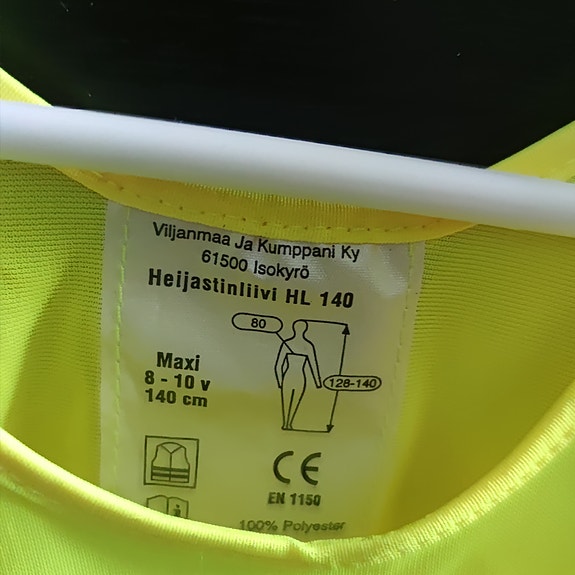 Viljanmaa Ja Kumppani Ky
61500 Isokyrö
Heijastinliivi HL 140
80
Maxi
8 - 10 v
140 cm
128-140
CE
EN 1150
100% Polyester